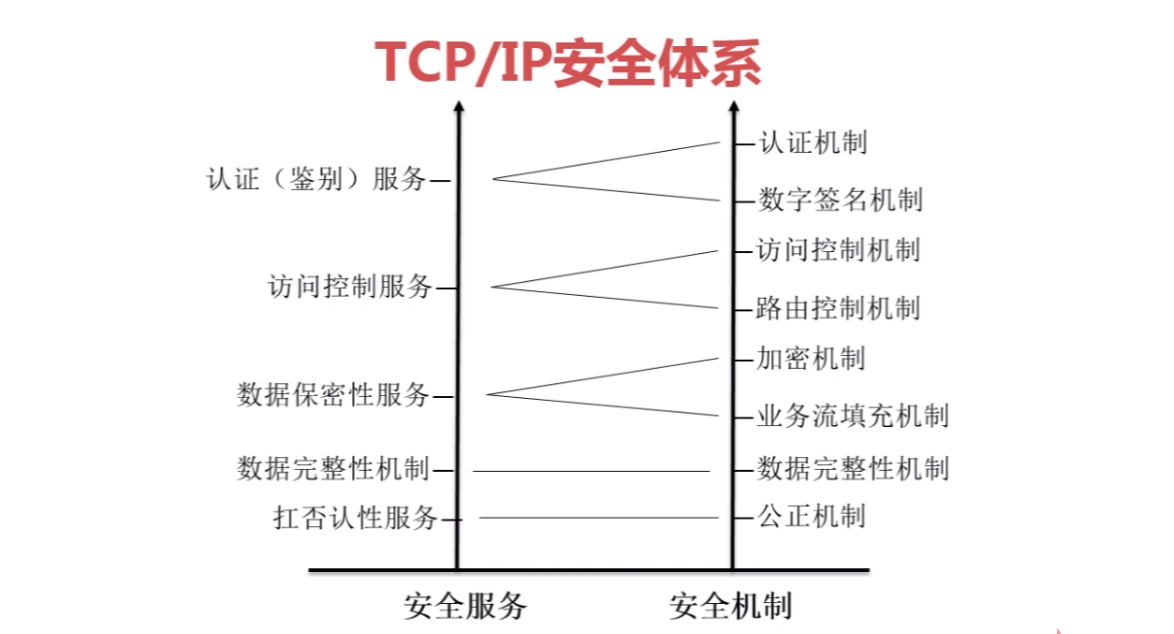 TCP/IP安全体系
认证机制
认证（鉴别）服务
数字签名机制
访问控制机制
访问控制服务
路由控制机制
加密机制
数据保密性服务
业务流填充机制
数据完整性机制
数据完整性机制
扛否认性服务
公正机制
安全服务
安全机制